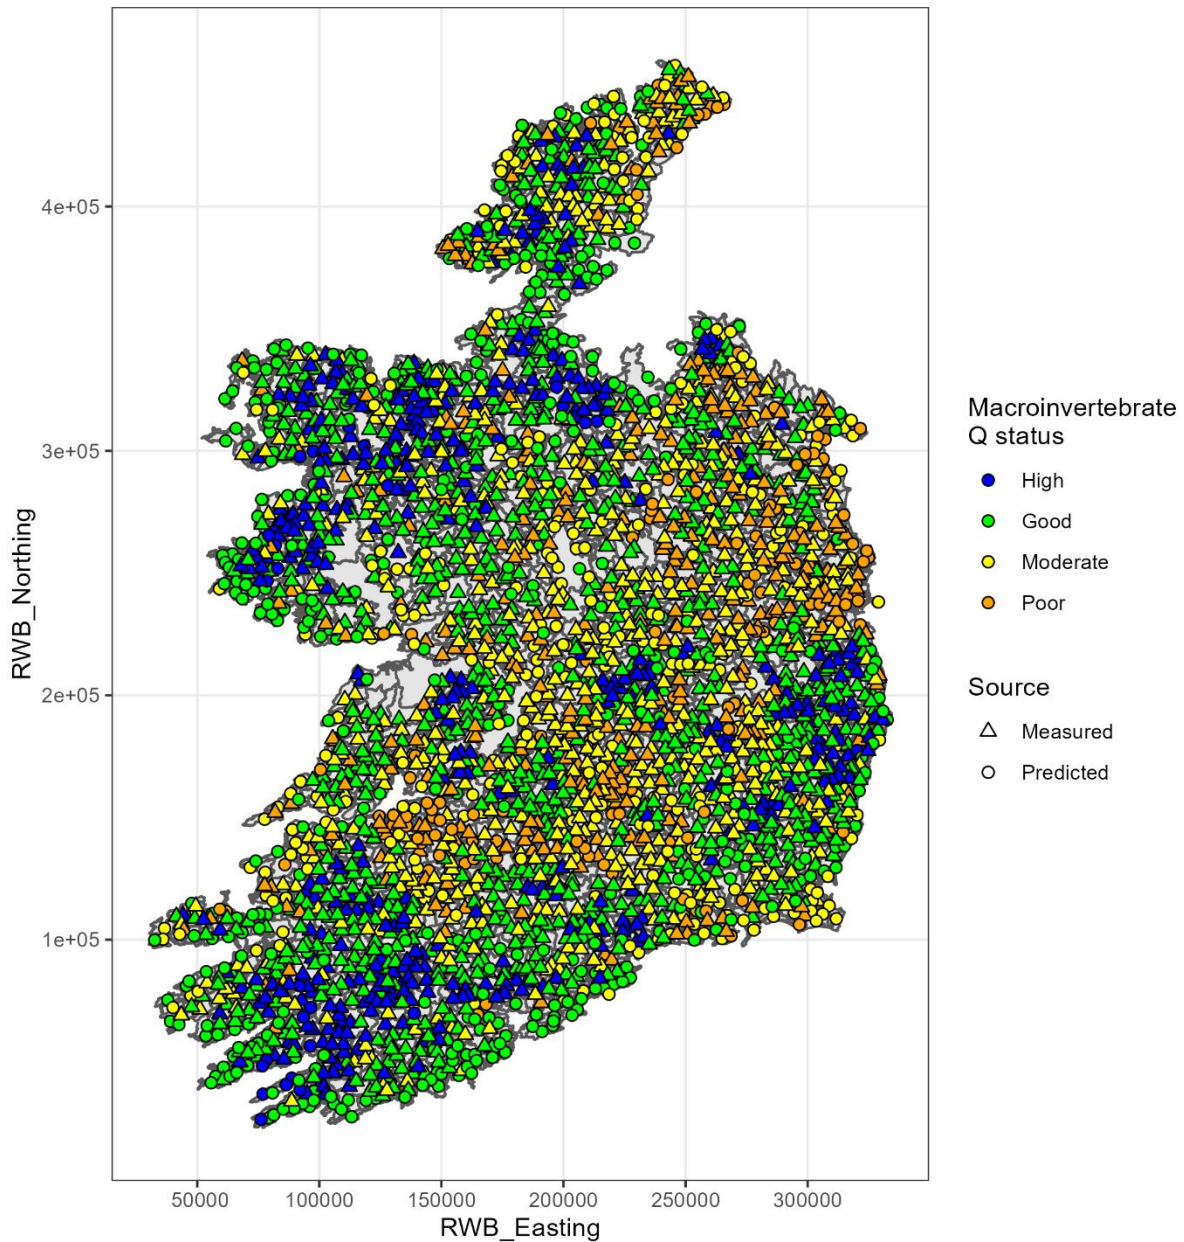 4e+05
3e+05
2e+05
1e+05
RWB_Northing
50000
100000
150000
200000
250000
300000
RWB_Easting
Macroinvertebrate
Q status
High
Good
Moderate
Poor
Source
Measured
Predicted